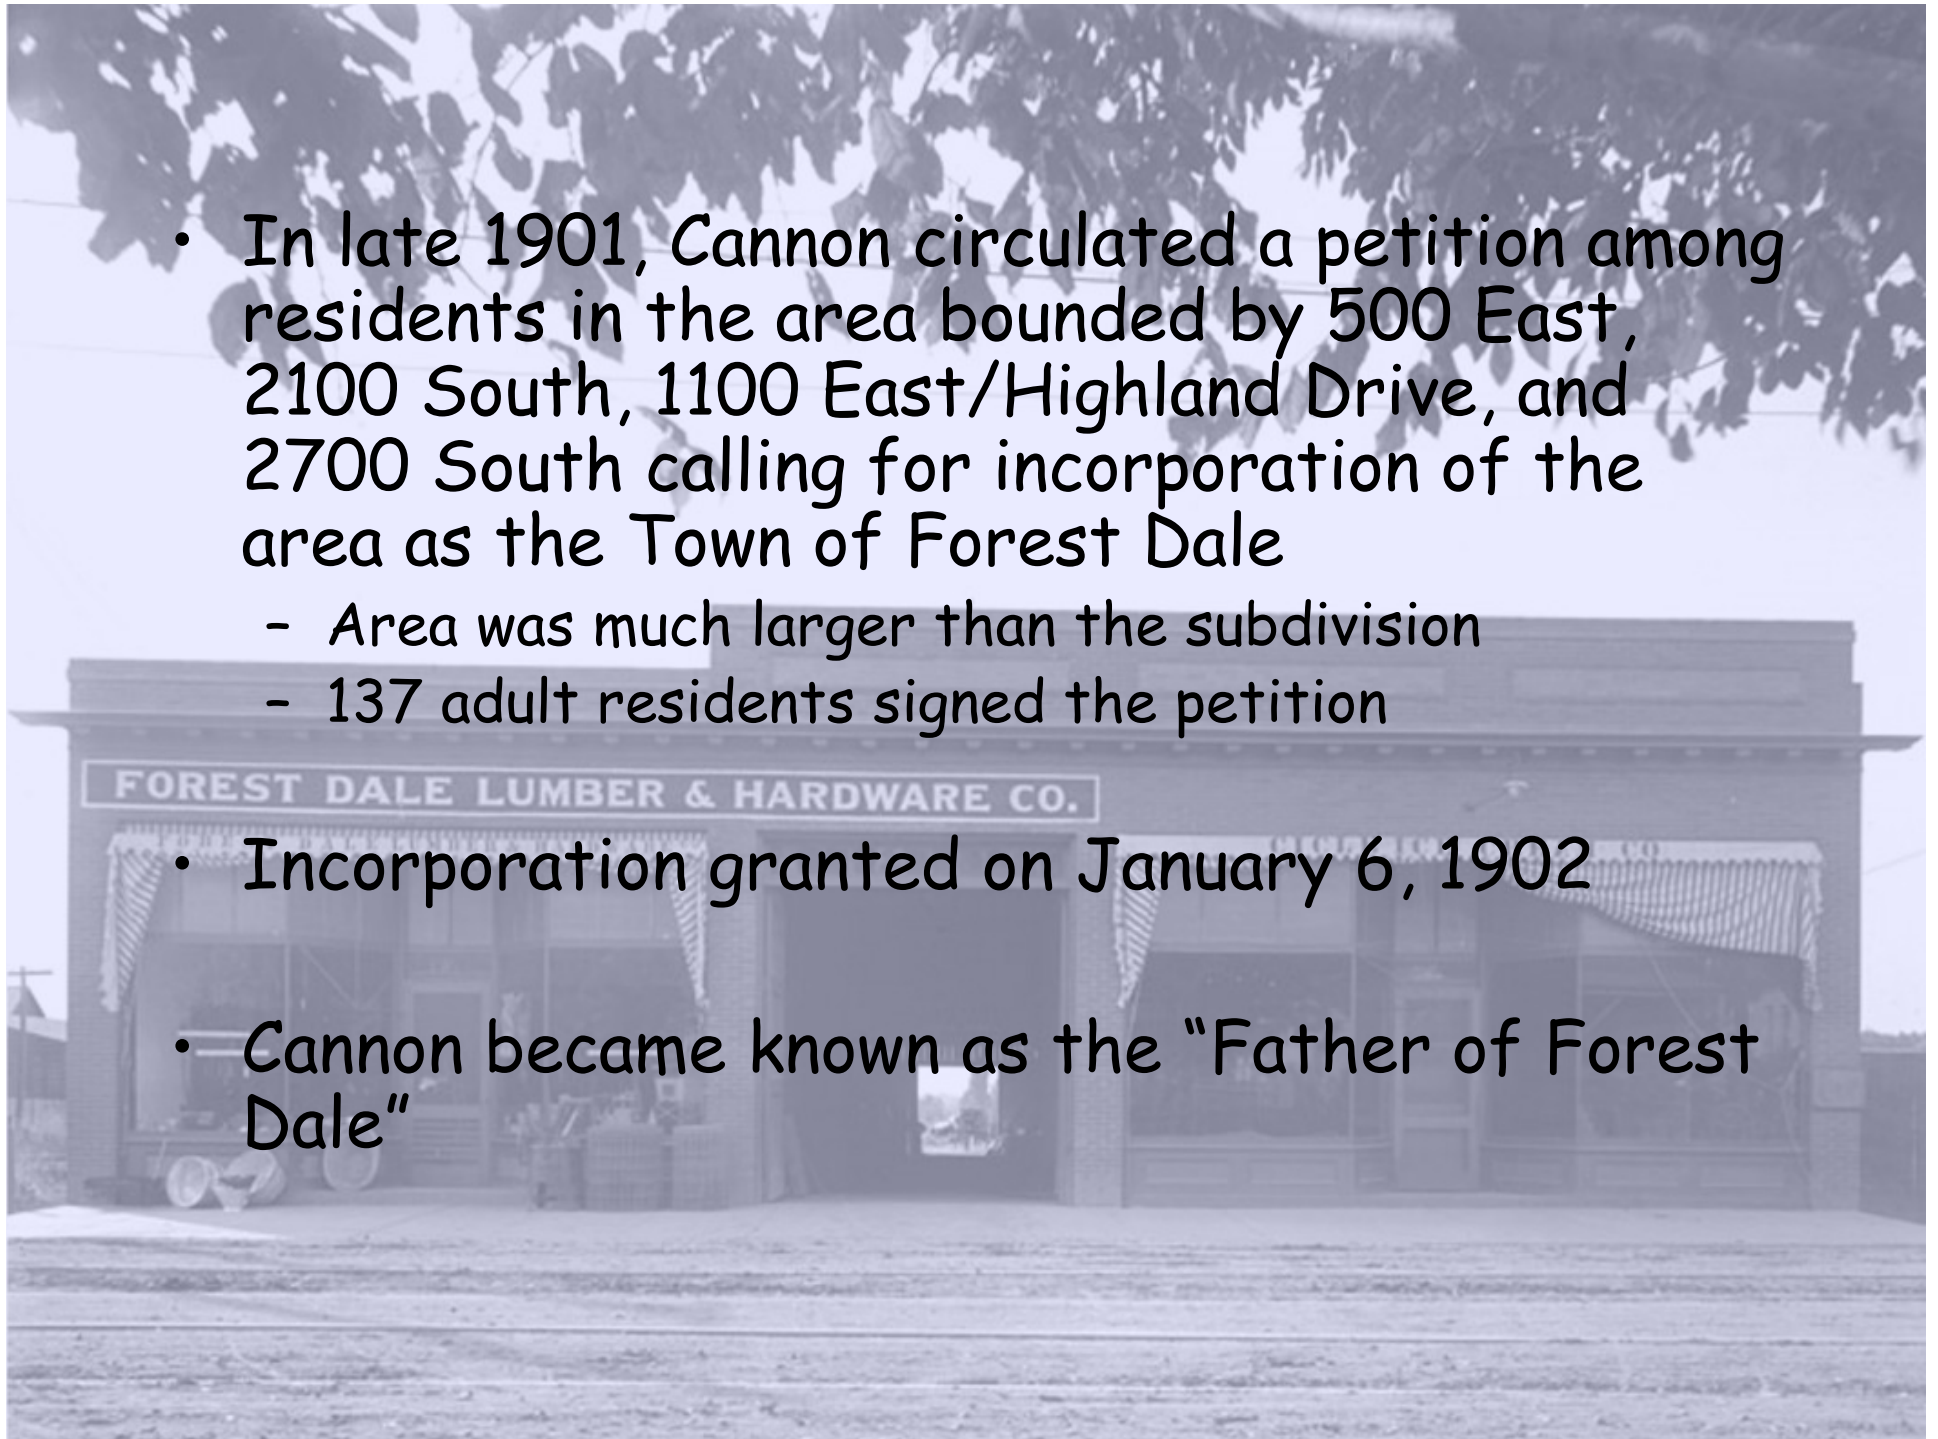 • In late 1901, Cannon circulated a petition among
residents in the area bounded by 500 East,
2100 South, 1100 East/Highland Drive, and
2700 South calling for incorporation of the
area as the Town of Forest Dale
– Area was much larger than the subdivision
– 137 adult residents signed the petition
FOREST DALE LUMBER & HARDWARE CO.
• Incorporation granted on January 6, 1902
• Cannon became known as the “Father of Forest
Dale”